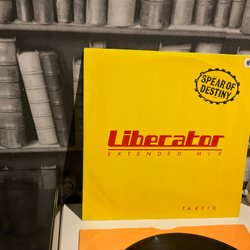 SPEAR OF
DESTINY
Liberator
EXTENDED MIX
TA 4310